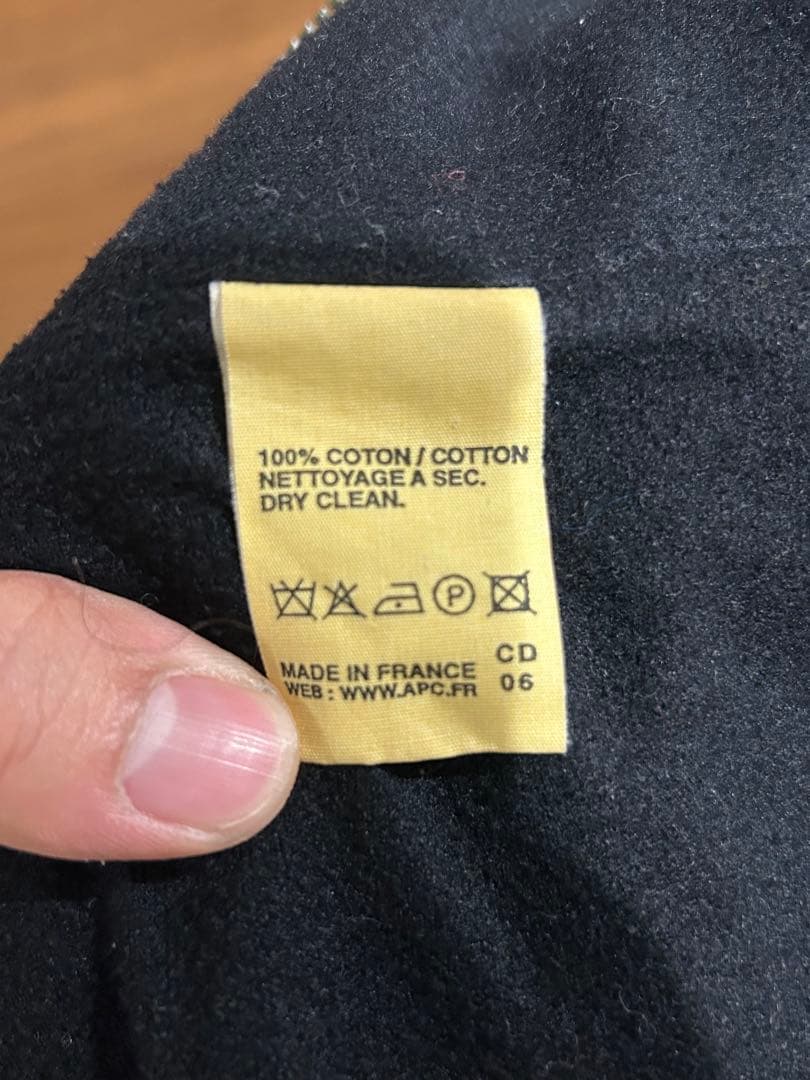 100% COTON / COTTON
NETTOYAGE A SEC.
DRY CLEAN.
P
MADE IN FRANCE CD
WEB : WWW.APC.FR 06